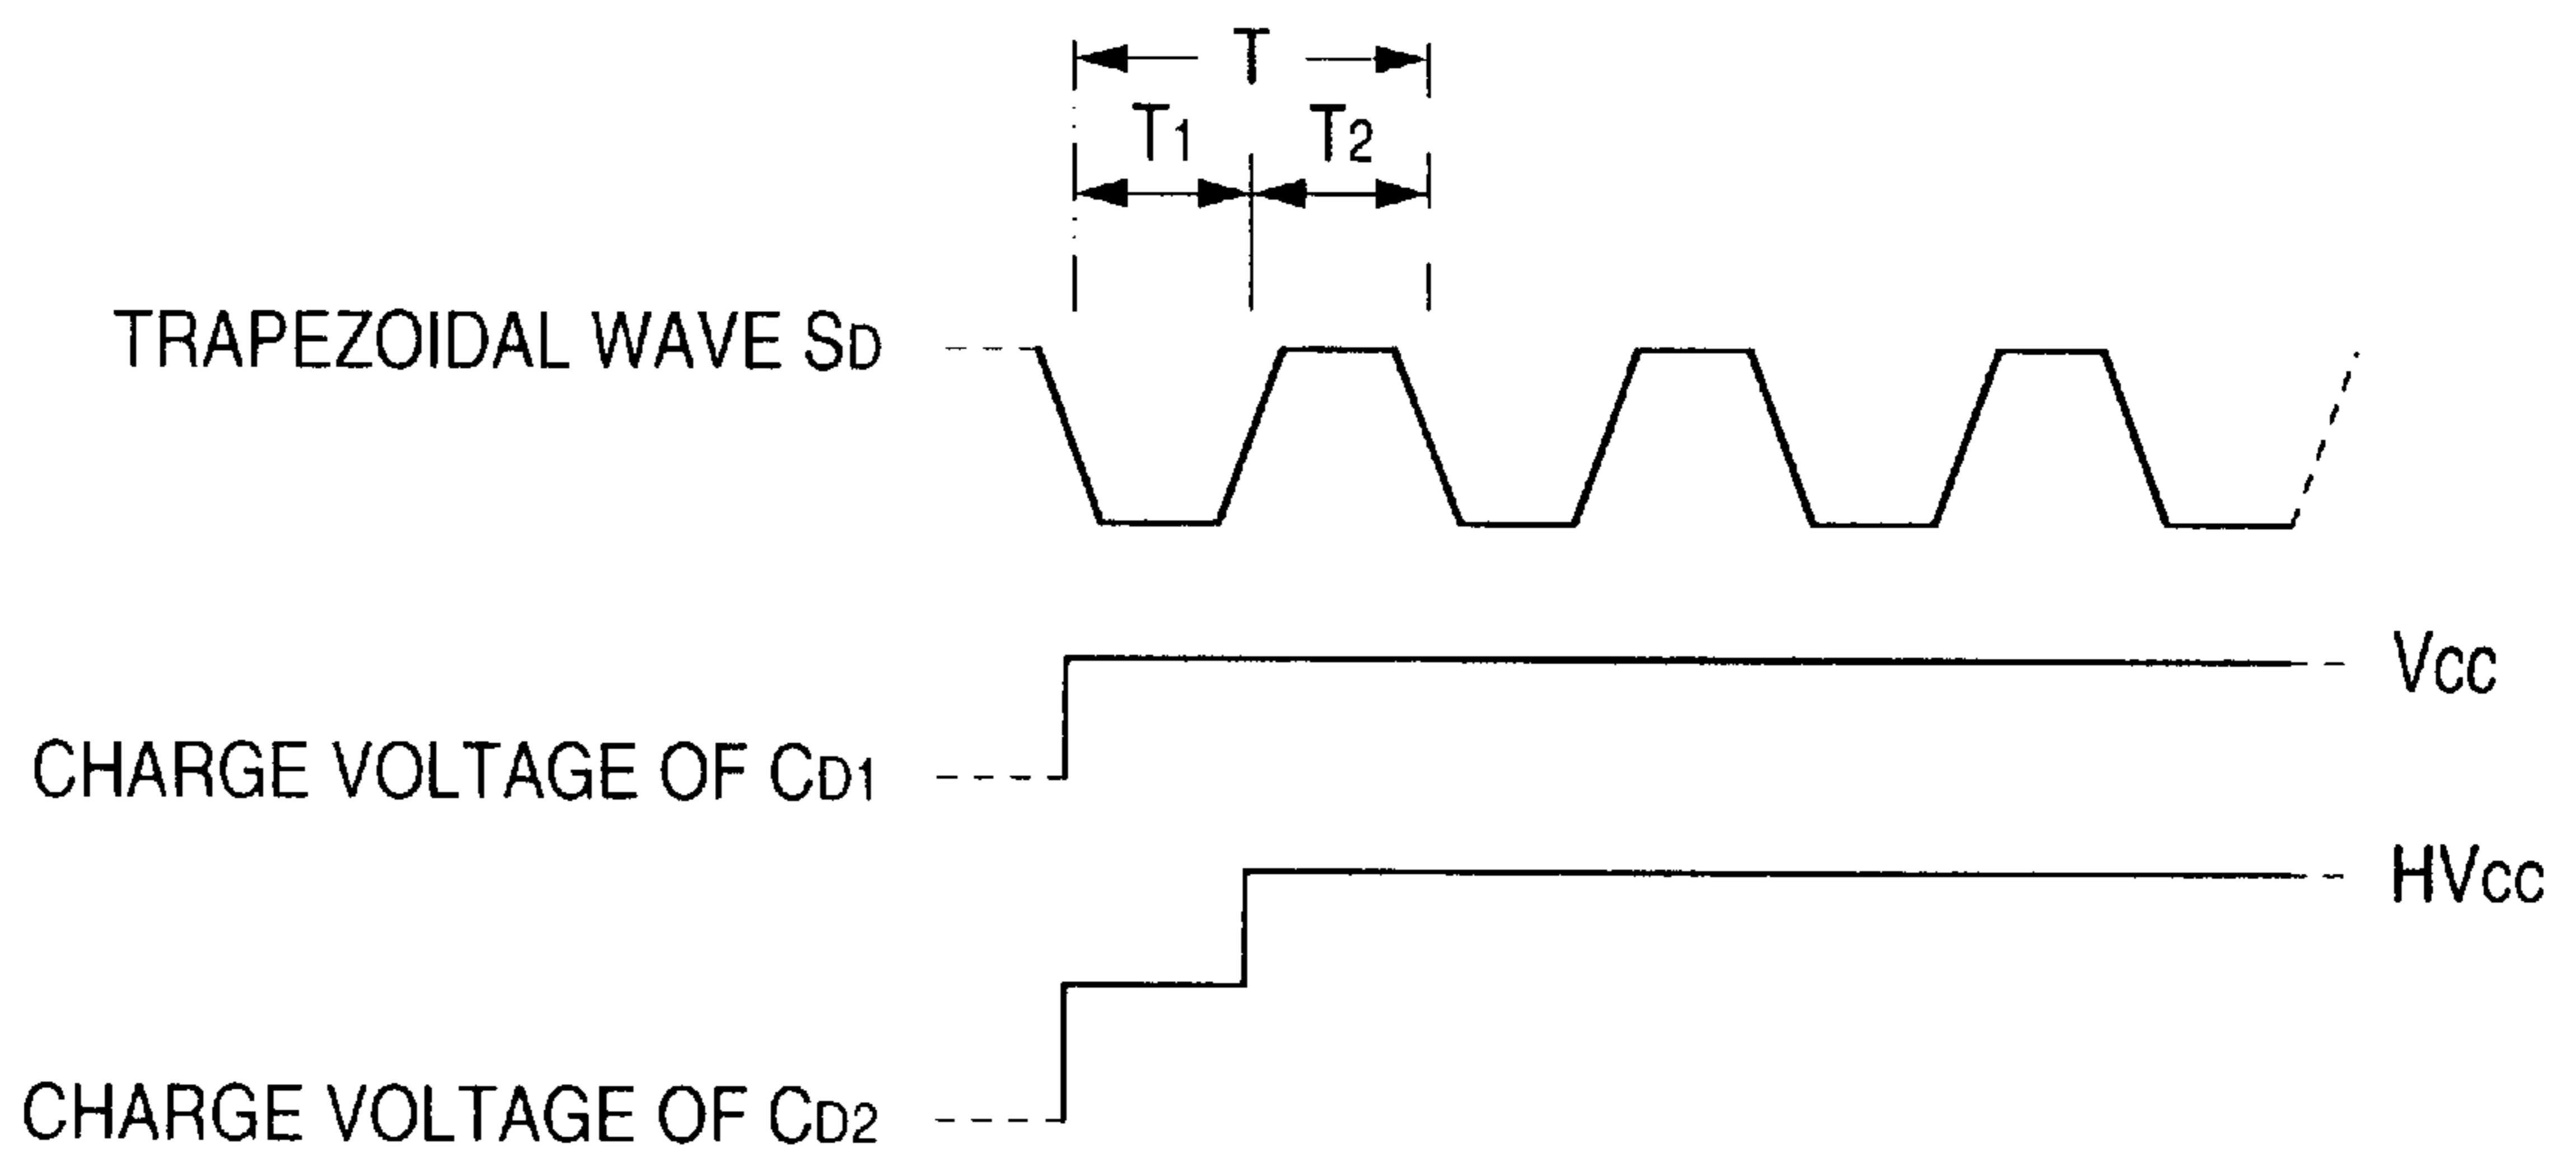 T
T1 T2
TRAPEZOIDAL WAVE SD
VCC
CHARGE VOLTAGE OF CD1
HVCC
CHARGE VOLTAGE OF CD2